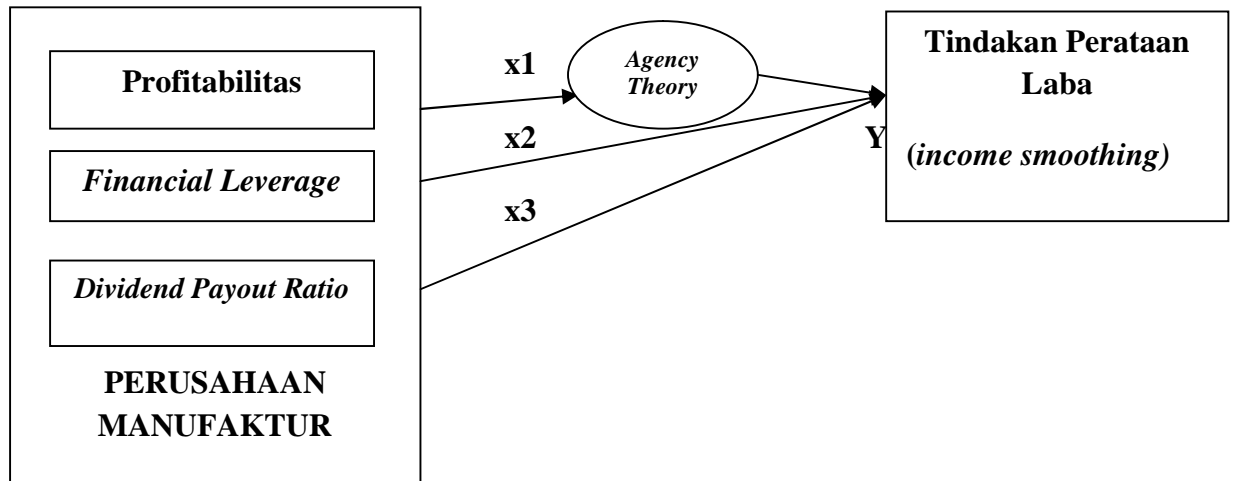 Profitabilitas
Financial Leverage
Dividend Payout Ratio
PERUSAHAAN
MANUFAKTUR
x1
x2
x3
Agency
Theory
Y
Tindakan Perataan
Laba
(income smoothing)